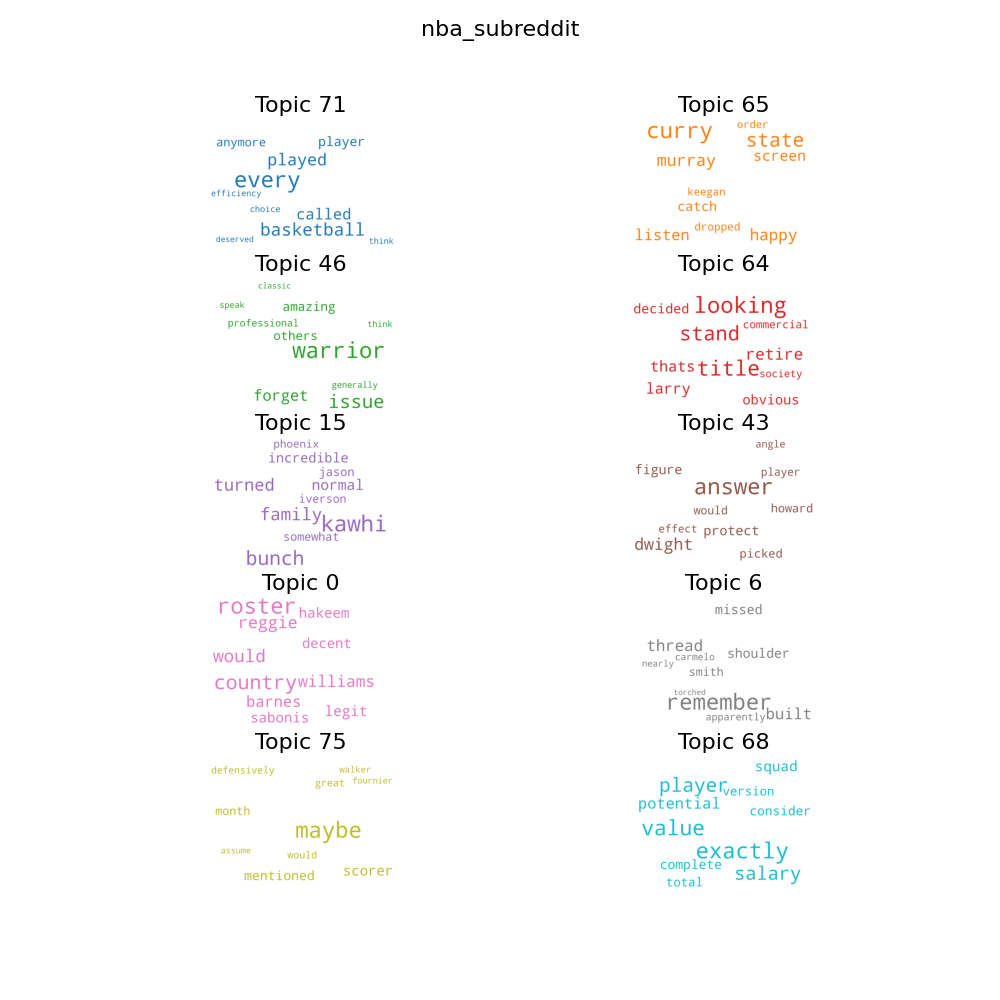 nba_subreddit
Topic 71
anymore player
played
every
efficiency
choice called
basketball
deserved think
Topic 65
order
curry state
murray screen
keegan
catch
dropped
listen happy
Topic 46
classic
speak amazing
professional think
others
warrior
generally
forget issue
Topic 64
decided looking
commercial
stand
retire
thats title society
larry
obvious
Topic 15
phoenix
incredible
jason
turned normal
iverson
family kawhi
somewhat
bunch
Topic 43
angle
figure player
answer
would howard
effect protect
dwight
picked
Topic 0
roster hakeem
reggie
decent
would
country williams
barnes
sabonis legit
Topic 6
missed
thread shoulder
carmelo
nearly
smith
torched
remember
apparently built
Topic 75
defensively walker
great fournier
month
maybe
assume would
mentioned scorer
Topic 68
squad
player version
potential consider
value
exactly
complete salary
total